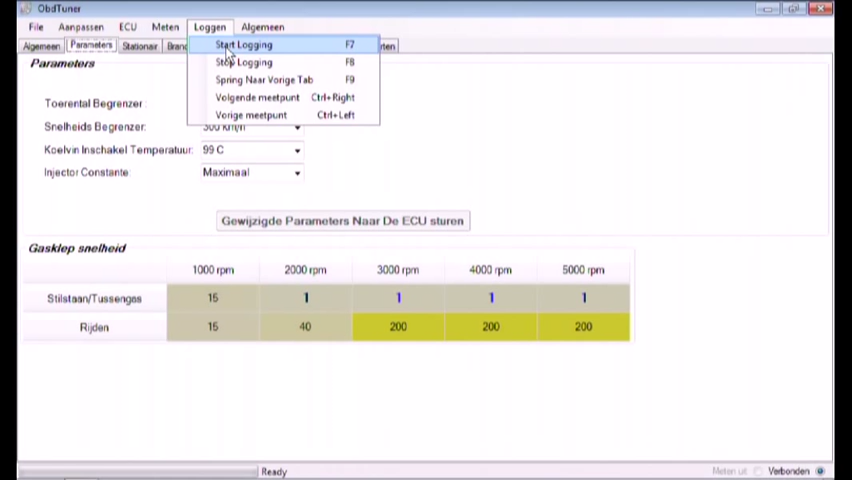 ObdTuner
File Aanpassen ECU Meten Loggen Algemeen
Algemeen Parameters Stationair
Start Logging F7
Stop Logging F8
Spring Naar Vorige Tab F9
Volgende meetpunt Ctrl+Right
Vorige meetpunt Ctrl+Left
Parameters
Toerental Begrenzer
Snelheids Begrenzer: 300 km/h
Koelvin Inschakel Temperatuur: 99 C
Injector Constante: Maximaal
Gewijzigde Parameters Naar De ECU sturen
Gasklep snelheid
1000 rpm 2000 rpm 3000 rpm 4000 rpm 5000 rpm
Stilstaan/Tussengas 15 1 1 1 1
Rijden 15 40 200 200 200
Ready Meten uit Verbonden